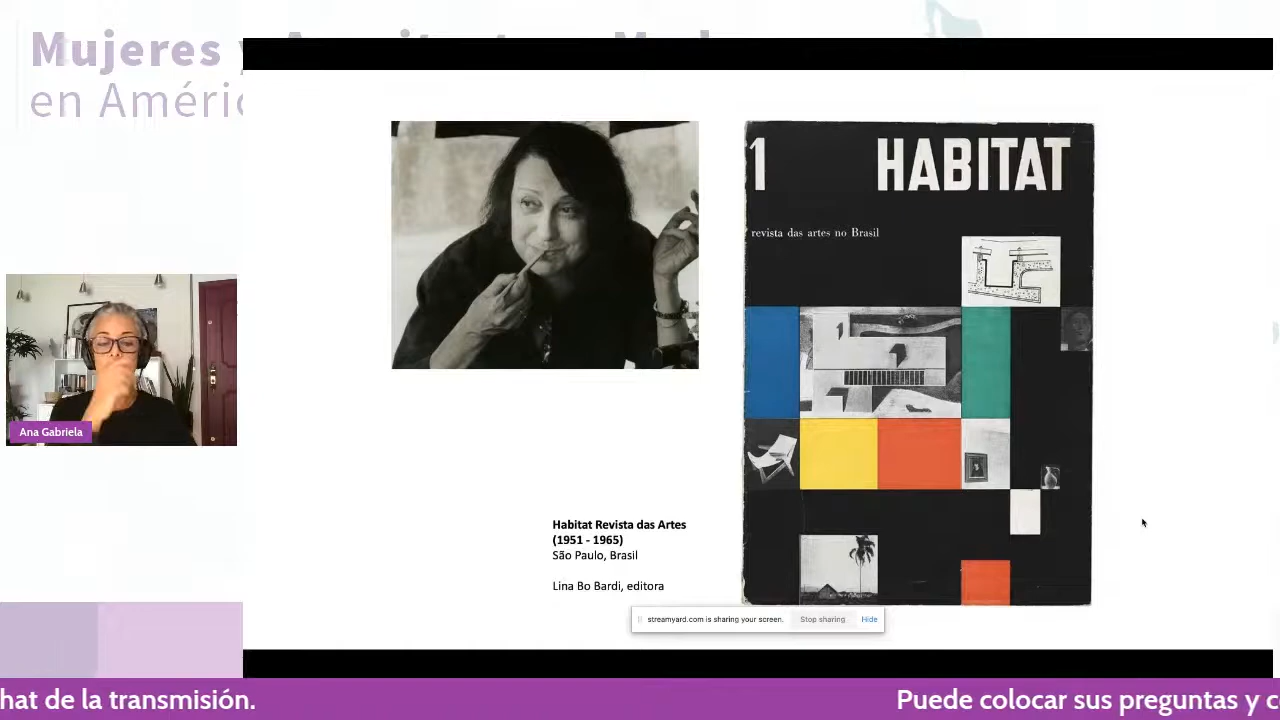 Mujeres y
en Améric
1 HABITAT
revista das artes no Brasil
Ana Gabriela
Habitat Revista das Artes
(1951 - 1965)
São Paulo, Brasil
Lina Bo Bardi, editora
streamyard.com is sharing your screen. Stop sharing Hide
hat de la transmisión. Puede colocar sus preguntas y c